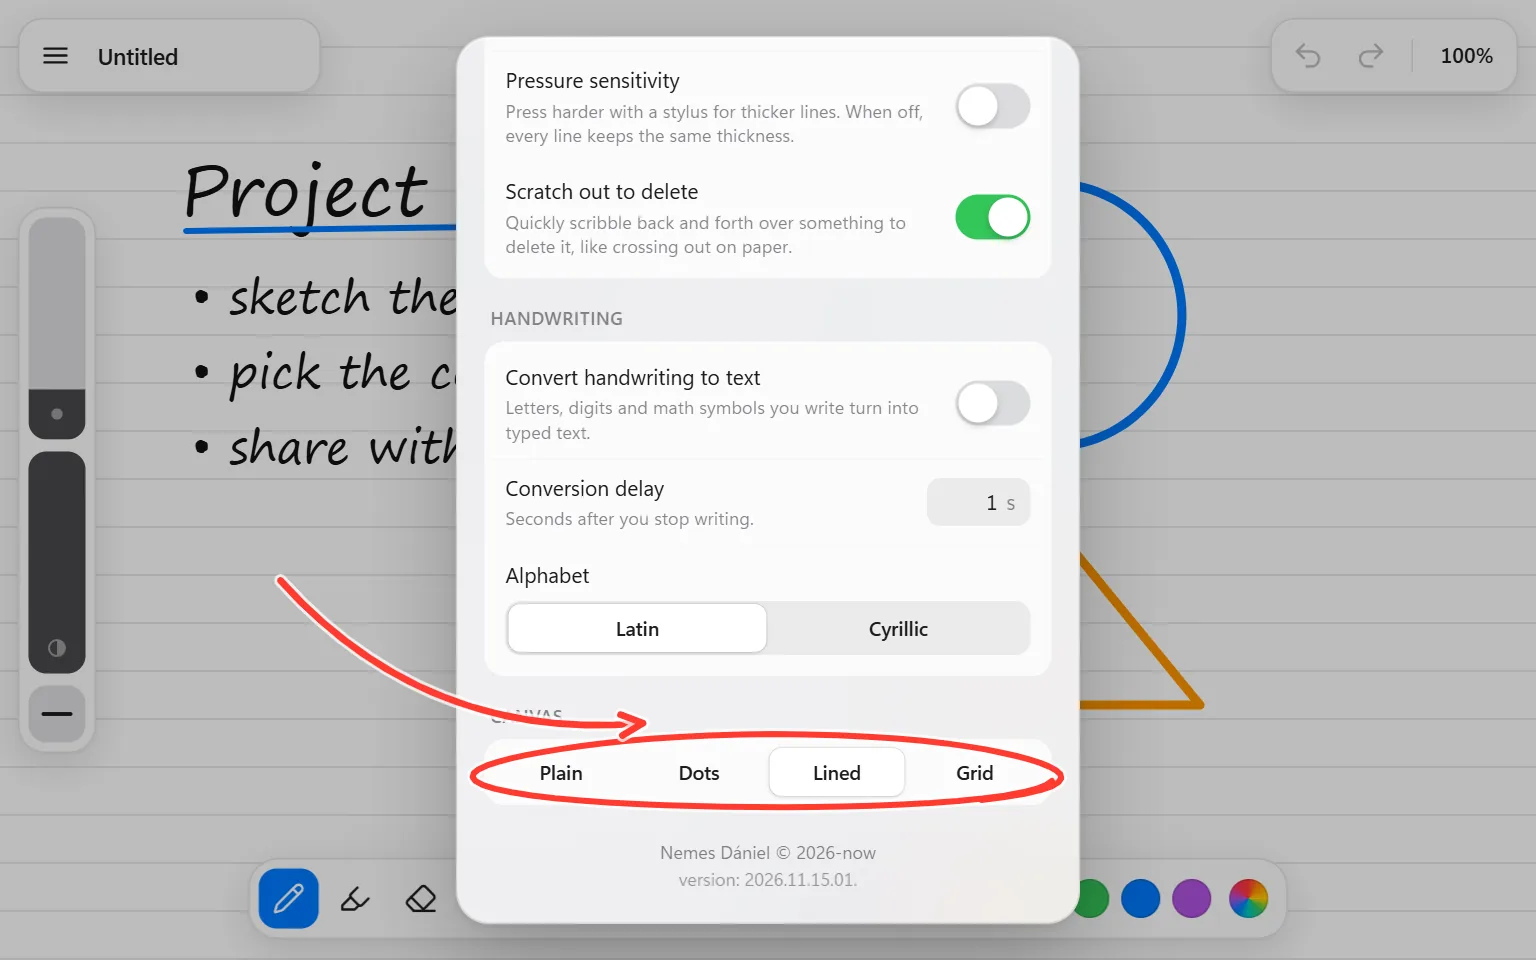 Untitled
100%
Pressure sensitivity
Press harder with a stylus for thicker lines. When off,
every line keeps the same thickness.
Project
Scratch out to delete
Quickly scribble back and forth over something to
delete it, like crossing out on paper.
• sketch the
HANDWRITING
• pick the
Convert handwriting to text
Letters, digits and math symbols you write turn into
typed text.
• share with
Conversion delay
Seconds after you stop writing.
1 s
Alphabet
Latin
Cyrillic
CANVAS
Plain
Dots
Lined
Grid
Nemes Dániel © 2026-now
version: 2026.11.15.01.